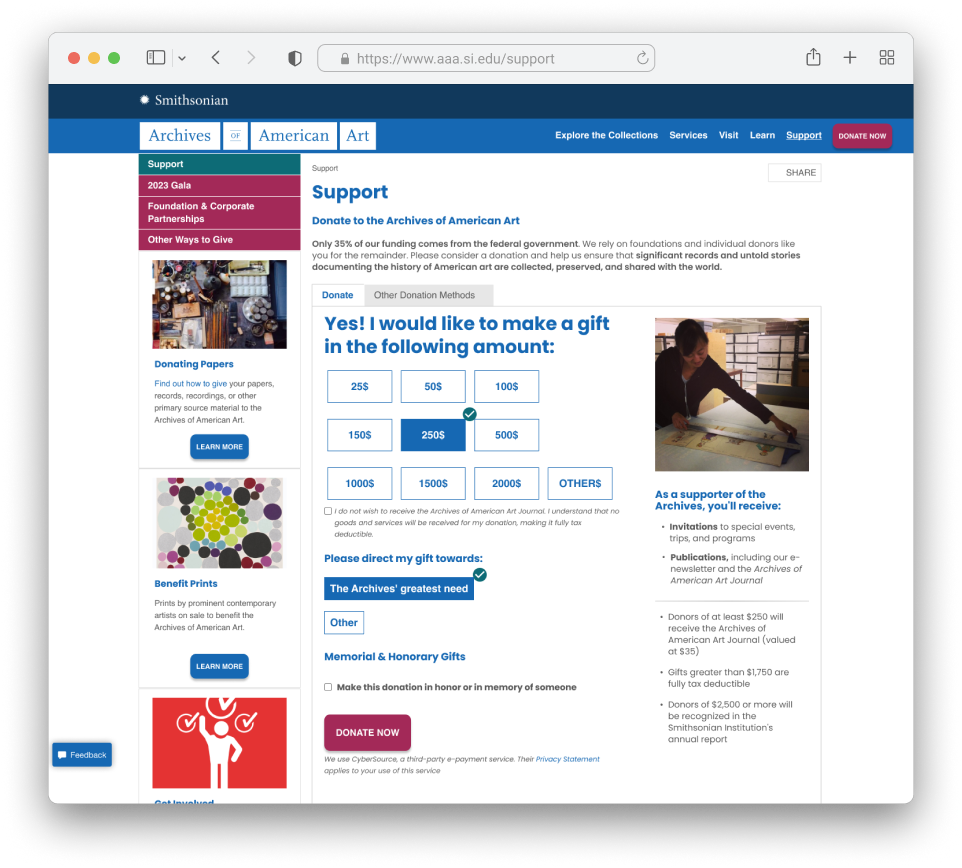 https://www.aaa.si.edu/support
Smithsonian
Archives OF American Art
Explore the Collections Services Visit Learn Support DONATE NOW
Support
2023 Gala
Foundation & Corporate
Partnerships
Other Ways to Give
Donating Papers
Find out how to give your papers,
records, recordings, or other
primary source material to the
Archives of American Art.
LEARN MORE
Benefit Prints
Prints by prominent contemporary
artists on sale to benefit the
Archives of American Art.
LEARN MORE
Get Involved
Feedback
Support
SHARE
Support
Donate to the Archives of American Art
Only 35% of our funding comes from the federal government. We rely on foundations and individual donors like
you for the remainder. Please consider a donation and help us ensure that significant records and untold stories
documenting the history of American art are collected, preserved, and shared with the world.
Donate Other Donation Methods
Yes! I would like to make a gift
in the following amount:
25$ 50$ 100$
150$ 250$ 500$
1000$ 1500$ 2000$ OTHER$
I do not wish to receive the Archives of American Art Journal. I understand that no
goods and services will be received for my donation, making it fully tax
deductible.
Please direct my gift towards:
The Archives' greatest need
Other
Memorial & Honorary Gifts
Make this donation in honor or in memory of someone
DONATE NOW
We use CyberSource, a third-party e-payment service. Their Privacy Statement
applies to your use of this service
As a supporter of the
Archives, you'll receive:
• Invitations to special events,
trips, and programs
• Publications, including our e-
newsletter and the Archives of
American Art Journal
• Donors of at least $250 will
receive the Archives of
American Art Journal (valued
at $35)
• Gifts greater than $1,750 are
fully tax deductible
• Donors of $2,500 or more will
be recognized in the
Smithsonian Institution's
annual report